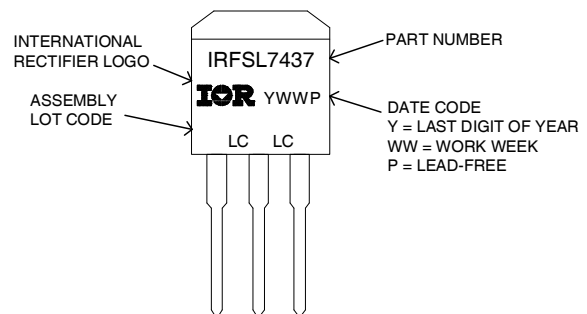 INTERNATIONAL
RECTIFIER LOGO
ASSEMBLY
LOT CODE
IRFSL7437
IOR YWWP
LC LC
PART NUMBER
DATE CODE
Y = LAST DIGIT OF YEAR
WW = WORK WEEK
P = LEAD-FREE